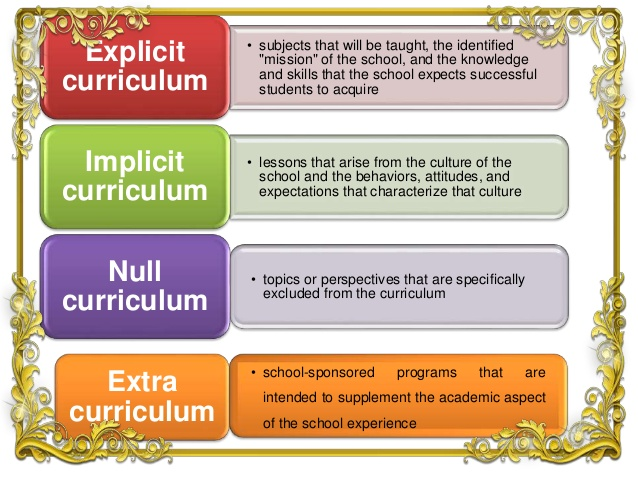 Explicit
curriculum
• subjects that will be taught, the identified
"mission" of the school, and the knowledge
and skills that the school expects successful
students to acquire
Implicit
curriculum
• lessons that arise from the culture of the
school and the behaviors, attitudes, and
expectations that characterize that culture
Null
curriculum
• topics or perspectives that are specifically
excluded from the curriculum
Extra
curriculum
• school-sponsored programs that are
intended to supplement the academic aspect
of the school experience